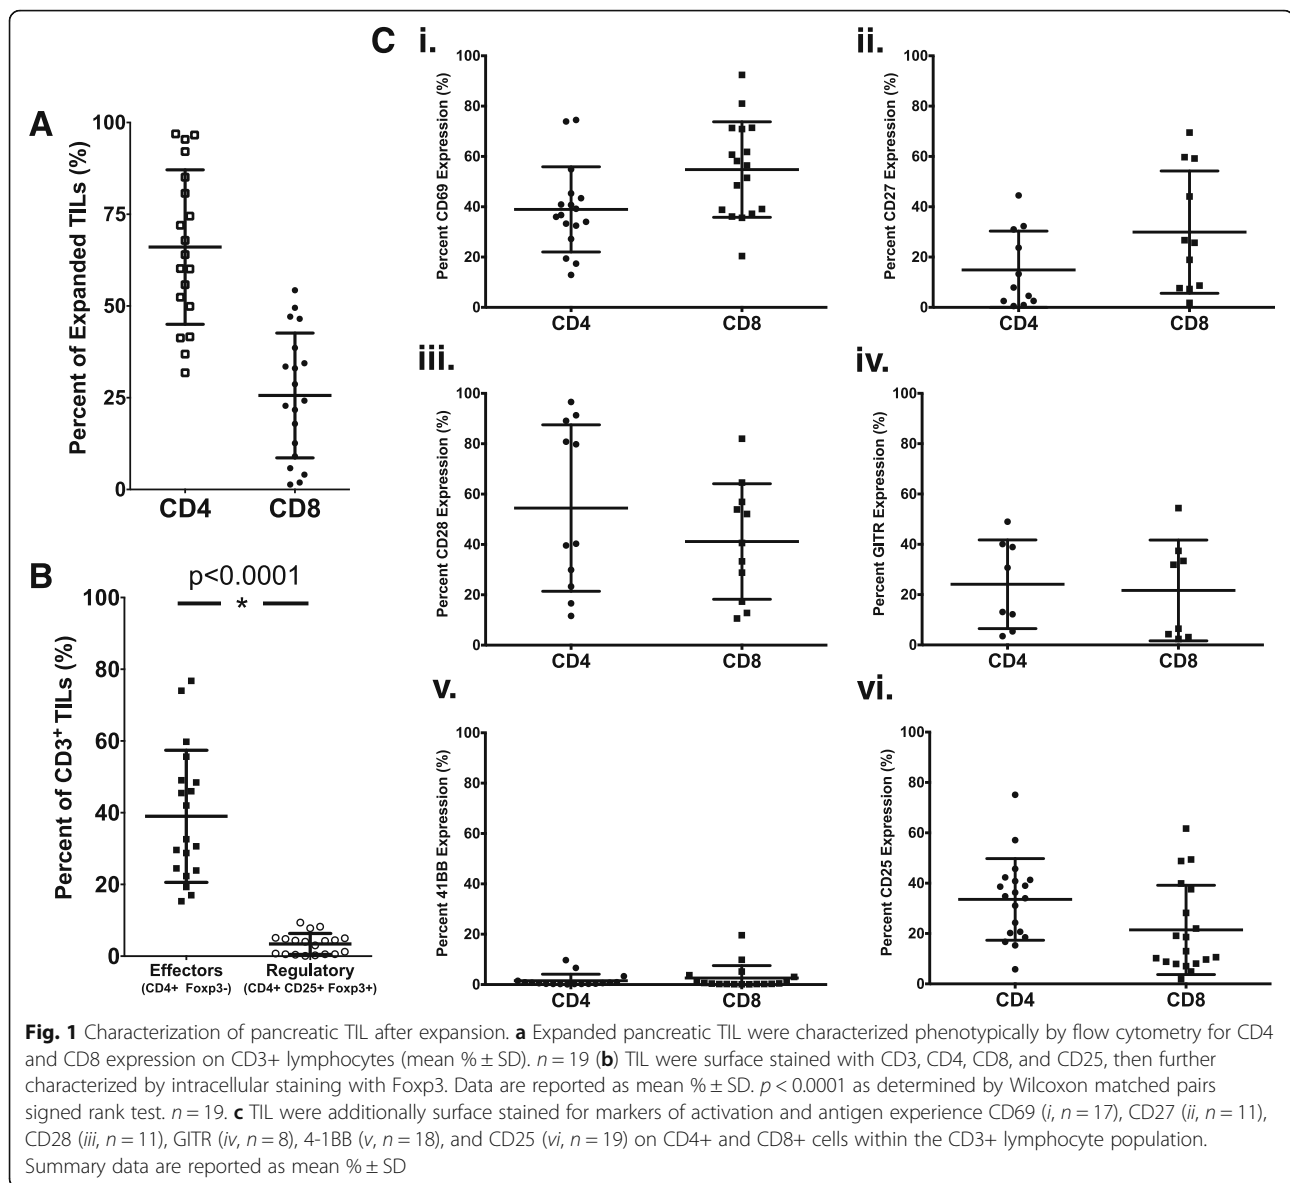 A
Percent of Expanded TILs (%)
100
75
50
25
0
CD4 CD8
B
p<0.0001
*
Percent of CD3+ TILs (%)
100
80
60
40
20
0
Effectors Regulatory
(CD4+ Foxp3-) (CD4+ CD25+ Foxp3+)
C
i.
Percent CD69 Expression (%)
100
80
60
40
20
0
CD4 CD8
ii.
Percent CD27 Expression (%)
100
80
60
40
20
0
CD4 CD8
iii.
Percent CD28 Expression (%)
100
80
60
40
20
0
CD4 CD8
iv.
Percent GITR Expression (%)
100
80
60
40
20
0
CD4 CD8
v.
Percent 41BB Expression (%)
100
80
60
40
20
0
CD4 CD8
vi.
Percent CD25 Expression (%)
100
80
60
40
20
0
CD4 CD8
Fig. 1 Characterization of pancreatic TIL after expansion. a Expanded pancreatic TIL were characterized phenotypically by flow cytometry for CD4
and CD8 expression on CD3+ lymphocytes (mean % ± SD). n = 19 (b) TIL were surface stained with CD3, CD4, CD8, and CD25, then further
characterized by intracellular staining with Foxp3. Data are reported as mean % ± SD. p < 0.0001 as determined by Wilcoxon matched pairs
signed rank test. n = 19. c TIL were additionally surface stained for markers of activation and antigen experience CD69 (i, n = 17), CD27 (ii, n = 11),
CD28 (iii, n = 11), GITR (iv, n = 8), 4-1BB (v, n = 18), and CD25 (vi, n = 19) on CD4+ and CD8+ cells within the CD3+ lymphocyte population.
Summary data are reported as mean % ± SD